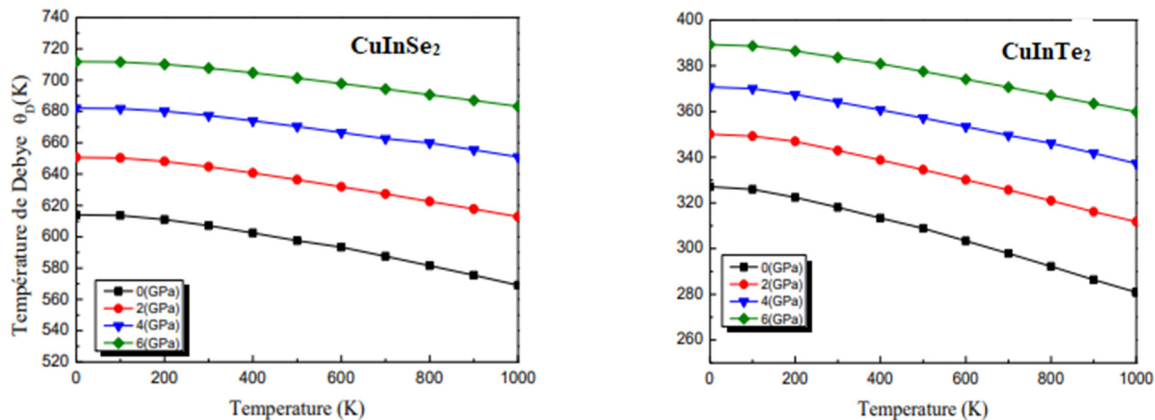 CuInSe2
Température de Debye θD(K)
740
720
700
680
660
640
620
600
580
560
540
520
0(GPa)
2(GPa)
4(GPa)
6(GPa)
0 200 400 600 800 1000
Temperature (K)
CuInTe2
400
380
360
340
320
300
280
260
0(GPa)
2(GPa)
4(GPa)
6(GPa)
0 200 400 600 800 1000
Temperature (K)